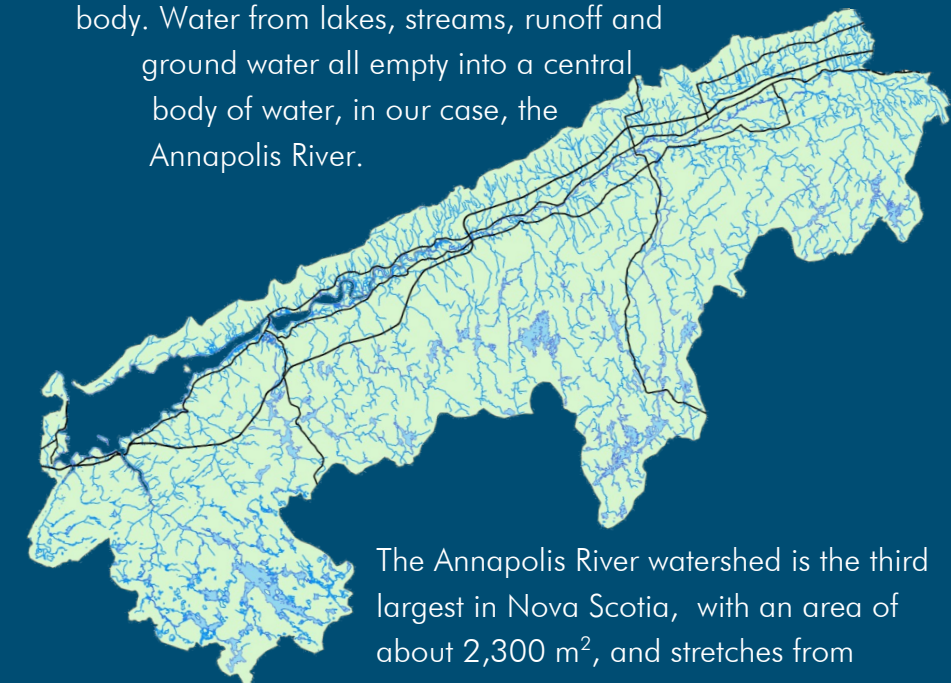 body. Water from lakes, streams, runoff and
ground water all empty into a central
body of water, in our case, the
Annapolis River.
The Annapolis River watershed is the third
largest in Nova Scotia, with an area of
about 2,300 m², and stretches from